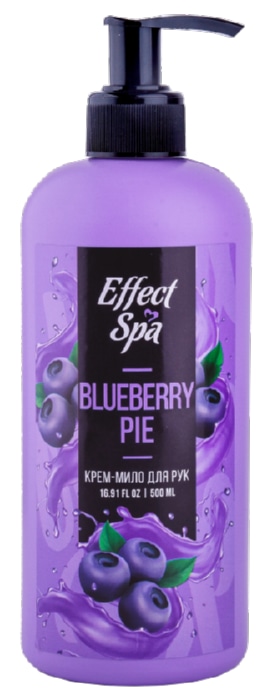 Effect
Spa
BLUEBERRY
PIE
КРЕМ-МИЛО ДЛЯ РУК
16.91 FL OZ | 500 ML